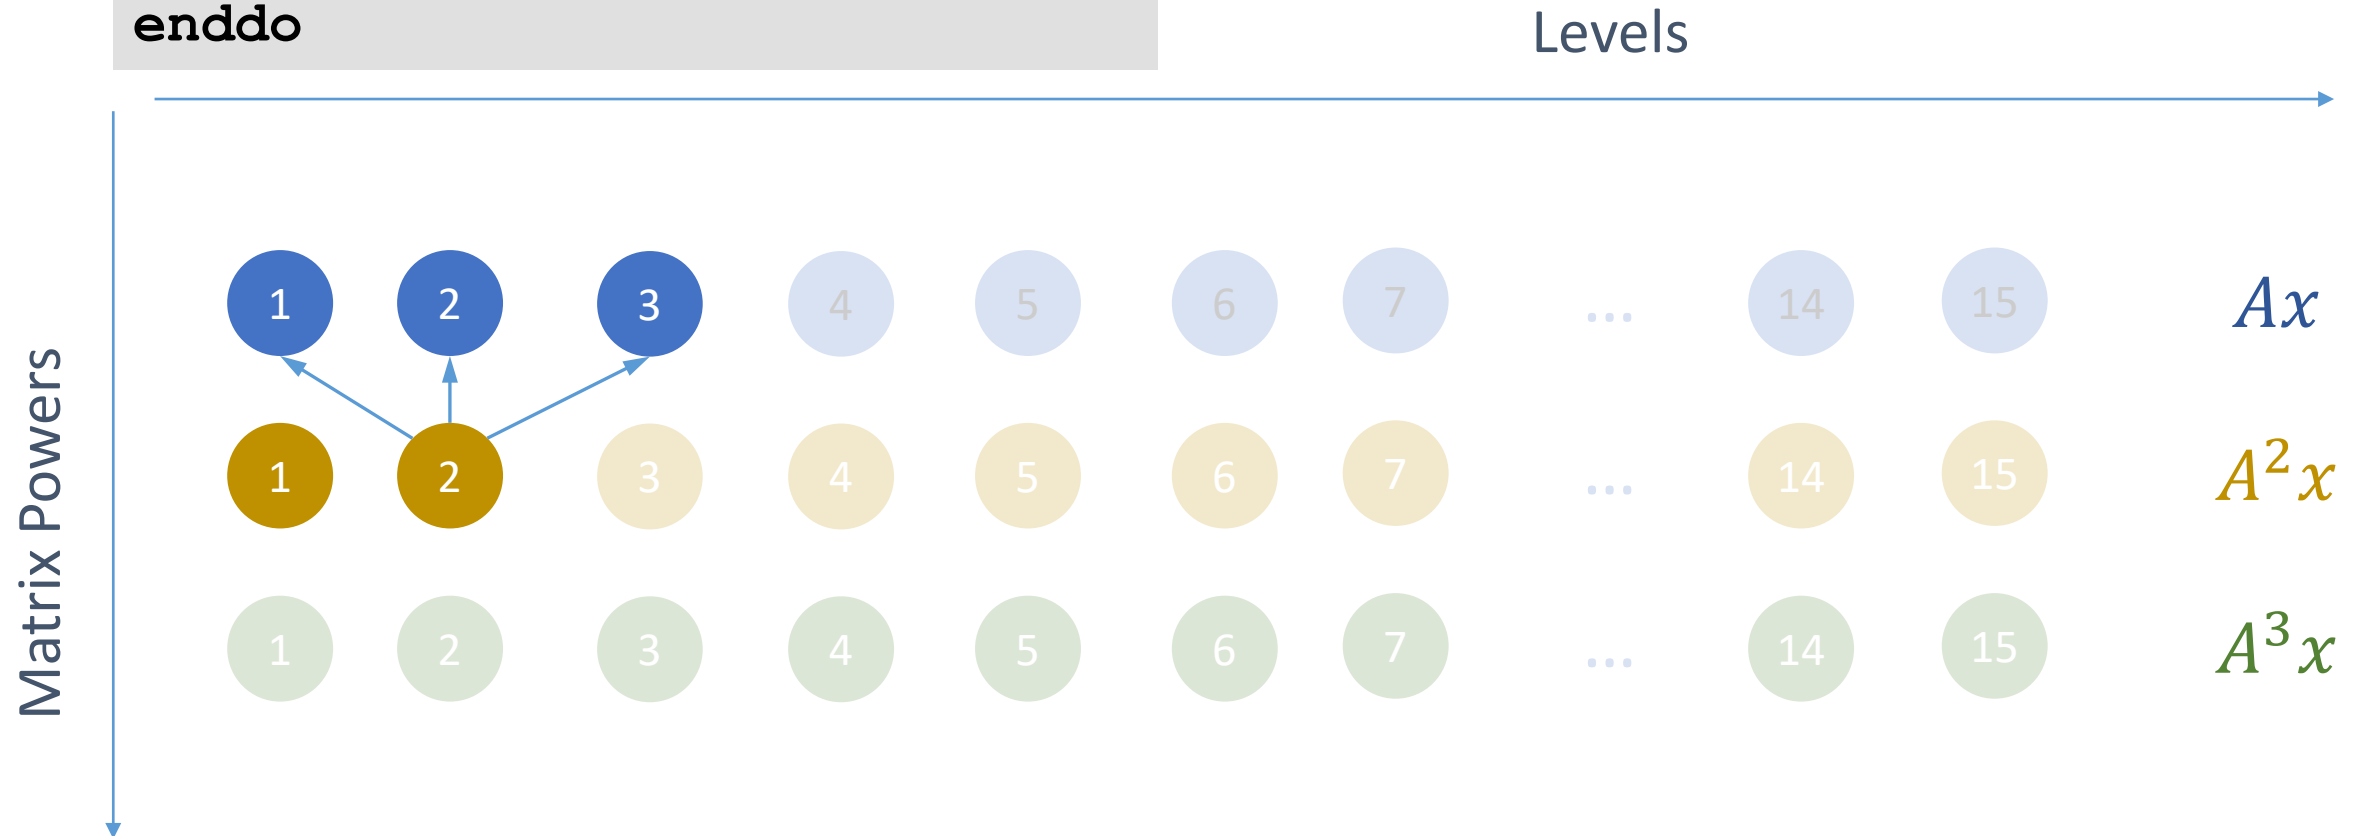 enddo
Levels
Matrix Powers
1 2 3 4 5 6 7 ... 14 15 Ax
1 2 3 4 5 6 7 ... 14 15 A²x
1 2 3 4 5 6 7 ... 14 15 A³x